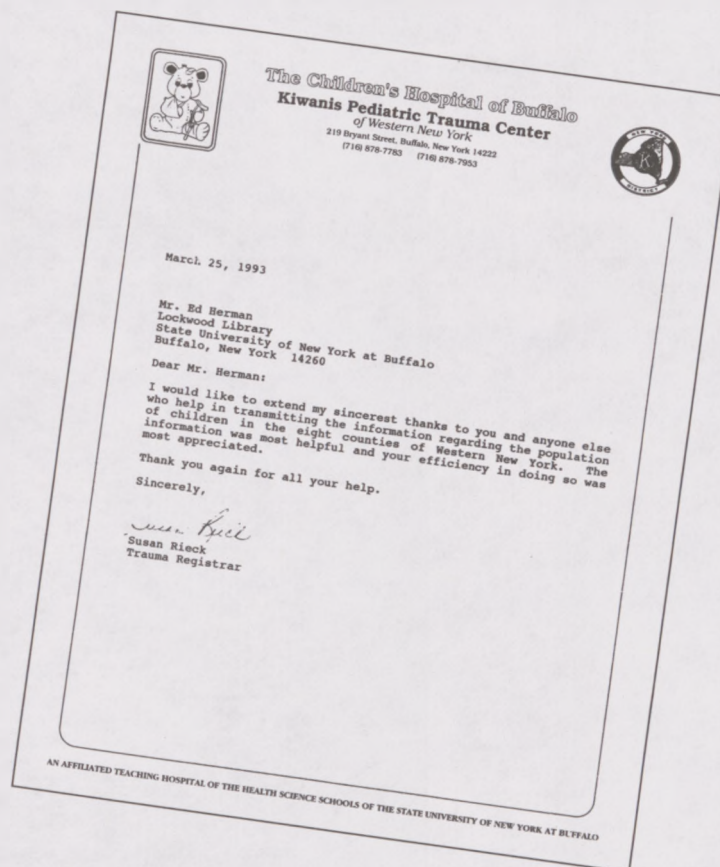 The Children's Hospital of Buffalo
Kiwanis Pediatric Trauma Center
of Western New York
219 Bryant Street, Buffalo, New York 14222
(716) 878-7783 (716) 878-7953
NEW YORK
K
DISTRICT
March 25, 1993
Mr. Ed Herman
Lockwood Library
State University of New York at Buffalo
Buffalo, New York 14260
Dear Mr. Herman:
I would like to extend my sincerest thanks to you and anyone else
who help in transmitting the information regarding the population
of children in the eight counties of Western New York. The
information was most helpful and your efficiency in doing so was
most appreciated.
Thank you again for all your help.
Sincerely,
Susan Rieck
Susan Rieck
Trauma Registrar
AN AFFILIATED TEACHING HOSPITAL OF THE HEALTH SCIENCE SCHOOLS OF THE STATE UNIVERSITY OF NEW YORK AT BUFFALO